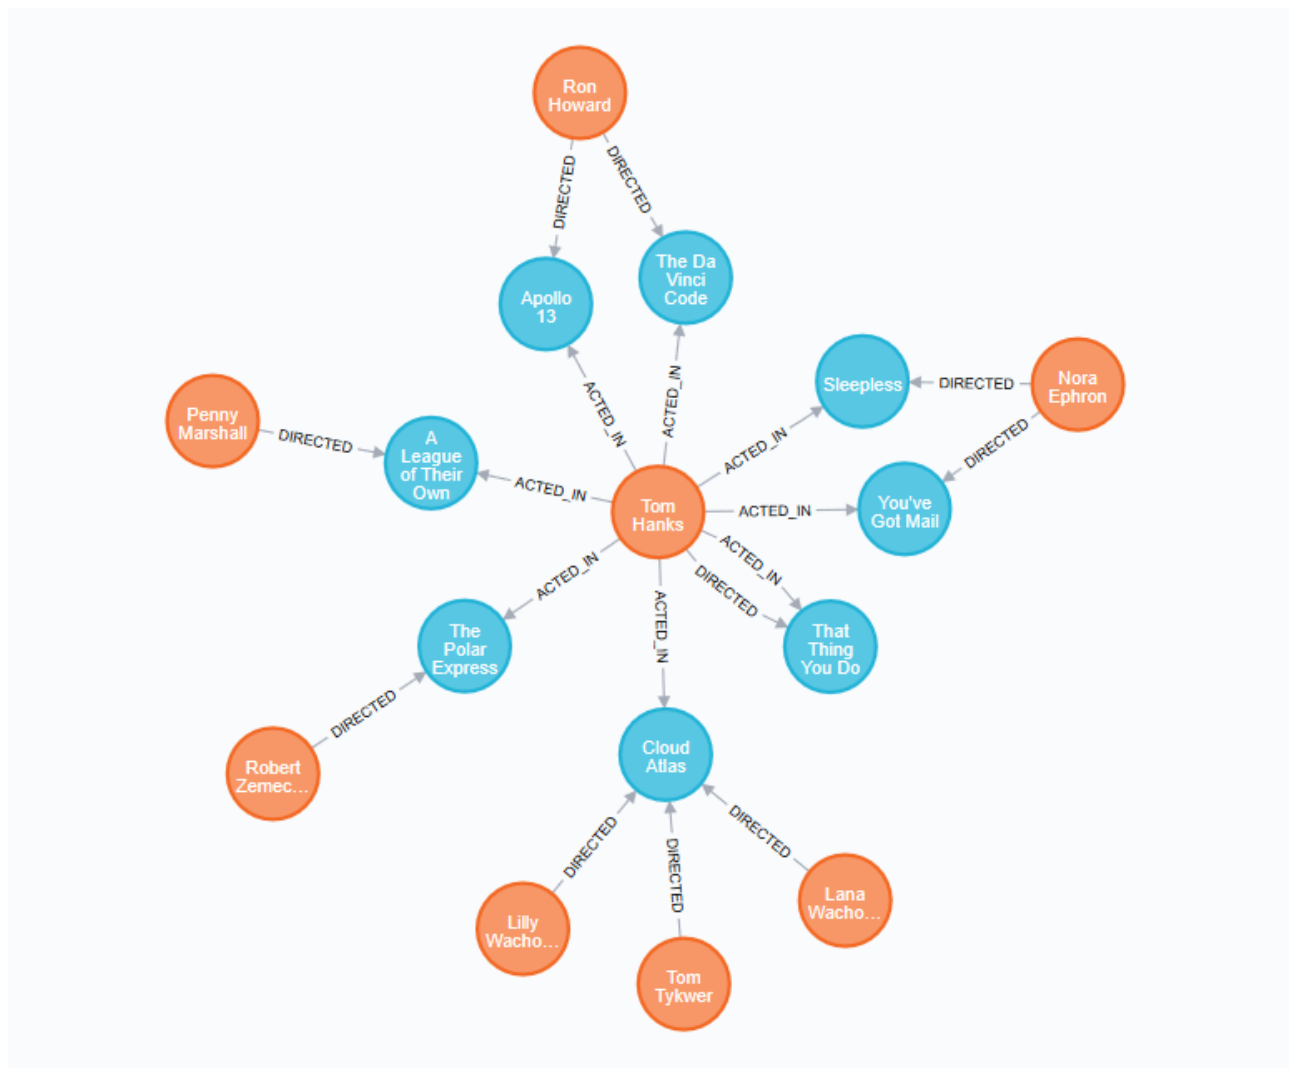 Ron
Howard
DIRECTED
DIRECTED
The Da
Vinci
Code
Apollo
13
ACTED_IN
ACTED_IN
Sleepless
DIRECTED
Nora
Ephron
Penny
Marshall
DIRECTED
A
League
of Their
Own
ACTED_IN
ACTED_IN
DIRECTED
Tom
Hanks
ACTED_IN
You've
Got Mail
ACTED_IN
ACTED_IN
DIRECTED
ACTED_IN
The
Polar
Express
That
Thing
You Do
DIRECTED
Robert
Zemec...
Cloud
Atlas
DIRECTED
DIRECTED
DIRECTED
Lilly
Wacho...
Tom
Tykwer
Lana
Wacho...